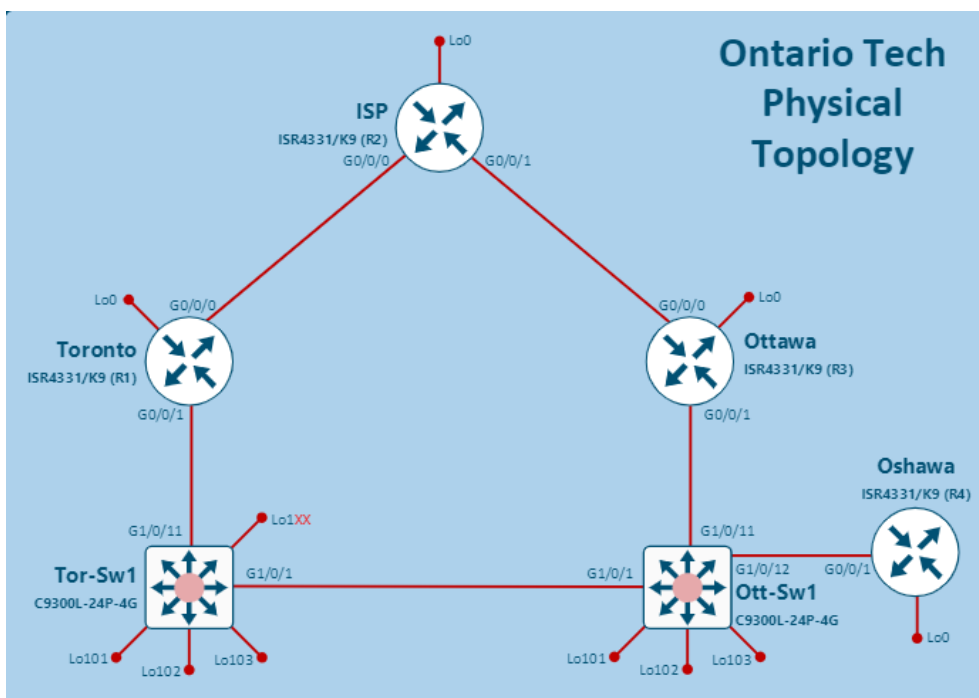 Lo0
Ontario Tech
Physical
Topology
ISP
ISR4331/K9 (R2)
G0/0/0
G0/0/1
Lo0
G0/0/0
Toronto
ISR4331/K9 (R1)
G0/0/1
G0/0/0
Lo0
Ottawa
ISR4331/K9 (R3)
G0/0/1
Oshawa
ISR4331/K9 (R4)
G1/0/11
Lo1XX
Tor-Sw1
C9300L-24P-4G
G1/0/1
G1/0/1
G1/0/11
G1/0/12
G0/0/1
Ott-Sw1
C9300L-24P-4G
Lo101
Lo102
Lo103
Lo101
Lo102
Lo103
Lo0